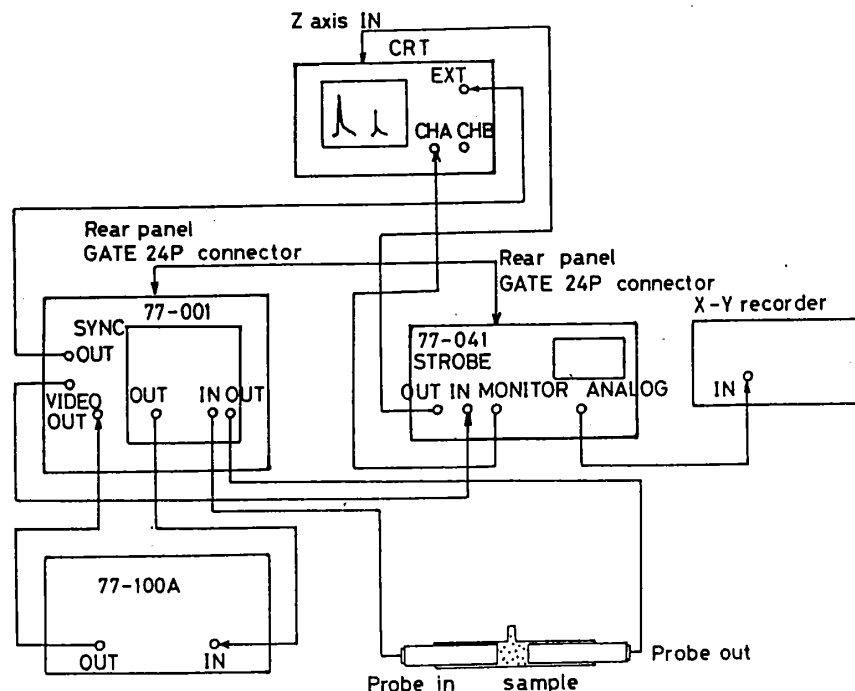 Z axis IN
CRT
EXT
CHA CHB
Rear panel
GATE 24P connector
Rear panel
GATE 24P connector
77-001
SYNC
OUT
VIDEO
OUT
OUT IN OUT
77-041
STROBE
OUT IN MONITOR ANALOG
X-Y recorder
IN
77-100A
OUT IN
Probe in sample Probe out